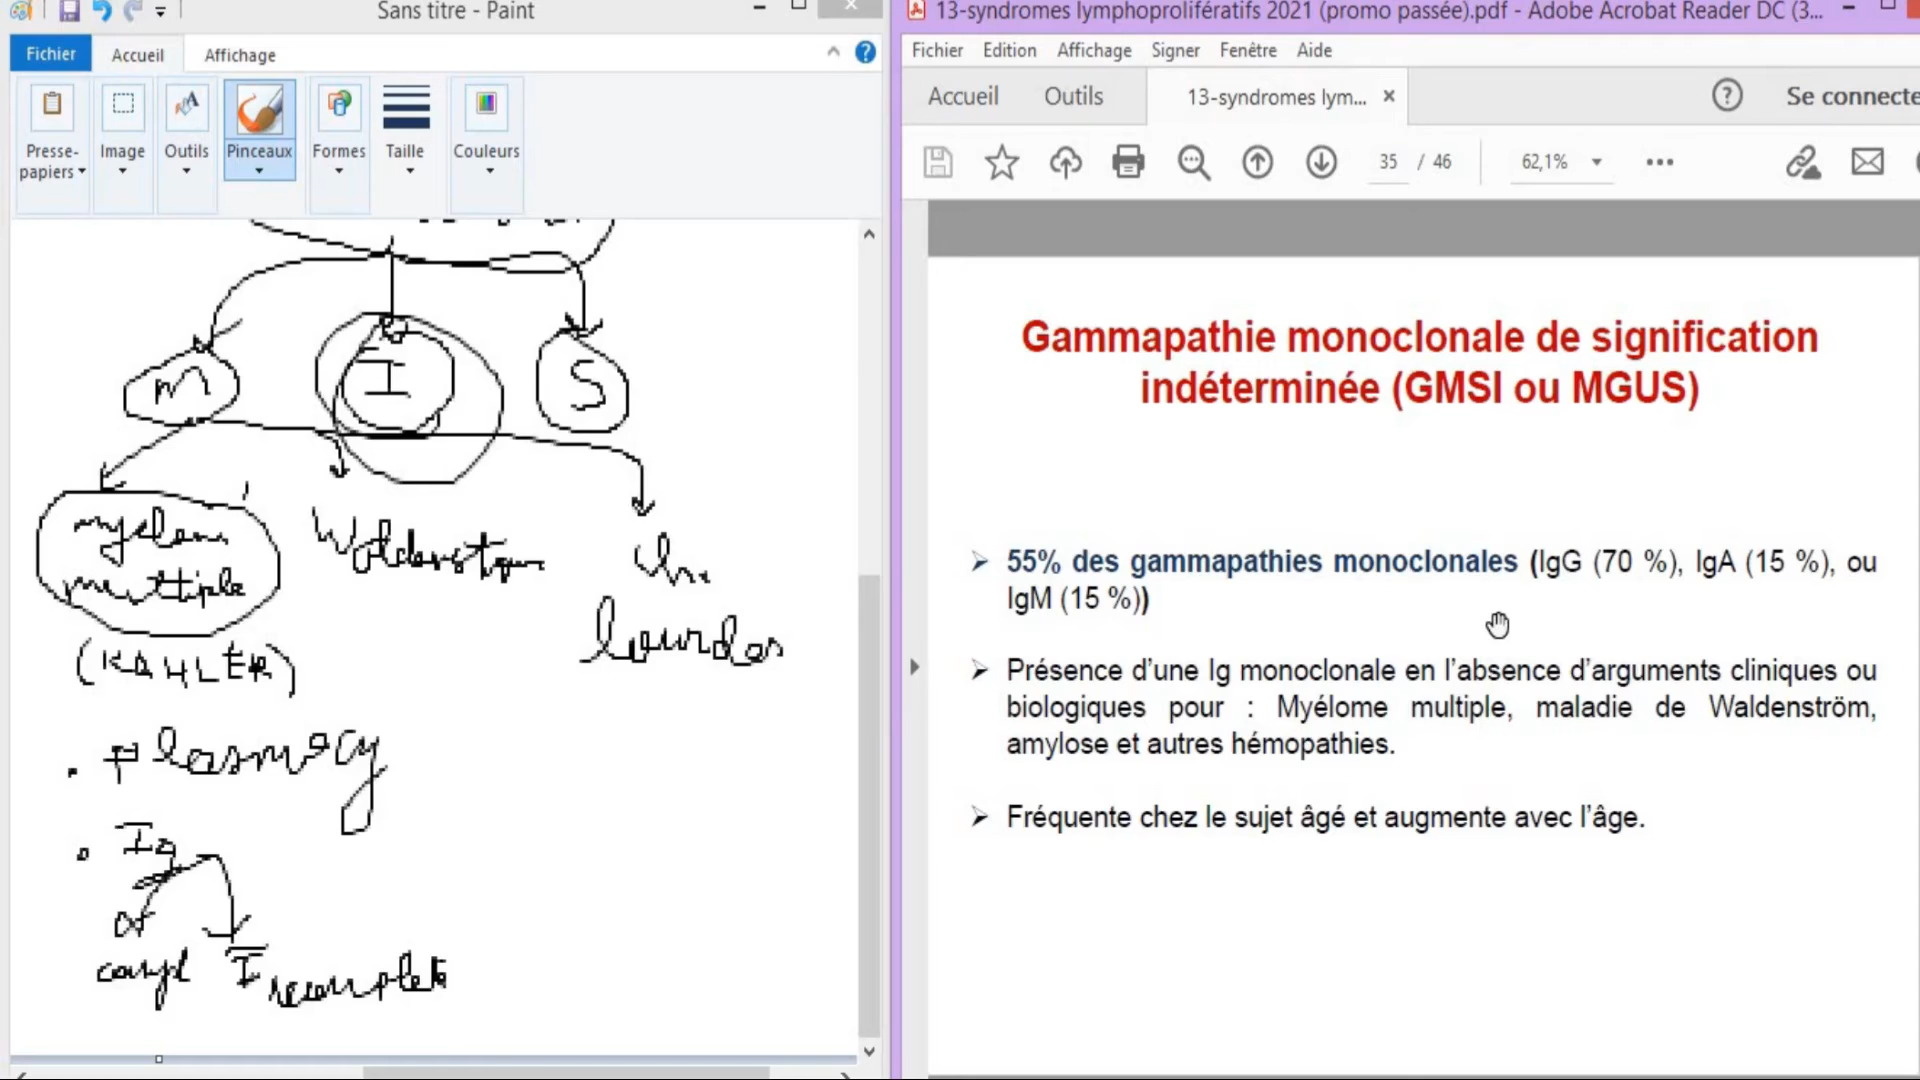 Sans titre - Paint
Fichier
Accueil
Affichage
Presse-
papiers
Image
Outils
Pinceaux
Formes
Taille
Couleurs
M
I
S
multiple
(KAHLER)
Ig
lourdes
13-syndromes lymphoprolifératifs 2021 (promo passée).pdf - Adobe Acrobat Reader DC (3...
Fichier Edition Affichage Signer Fenêtre Aide
Accueil
Outils
13-syndromes lym...
Se connecte
35 / 46
62,1%
Gammapathie monoclonale de signification
indéterminée (GMSI ou MGUS)
➢ 55% des gammapathies monoclonales (IgG (70 %), IgA (15 %), ou
IgM (15 %))
➢ Présence d’une Ig monoclonale en l’absence d’arguments cliniques ou
biologiques pour : Myélome multiple, maladie de Waldenström,
amylose et autres hémopathies.
➢ Fréquente chez le sujet âgé et augmente avec l’âge.